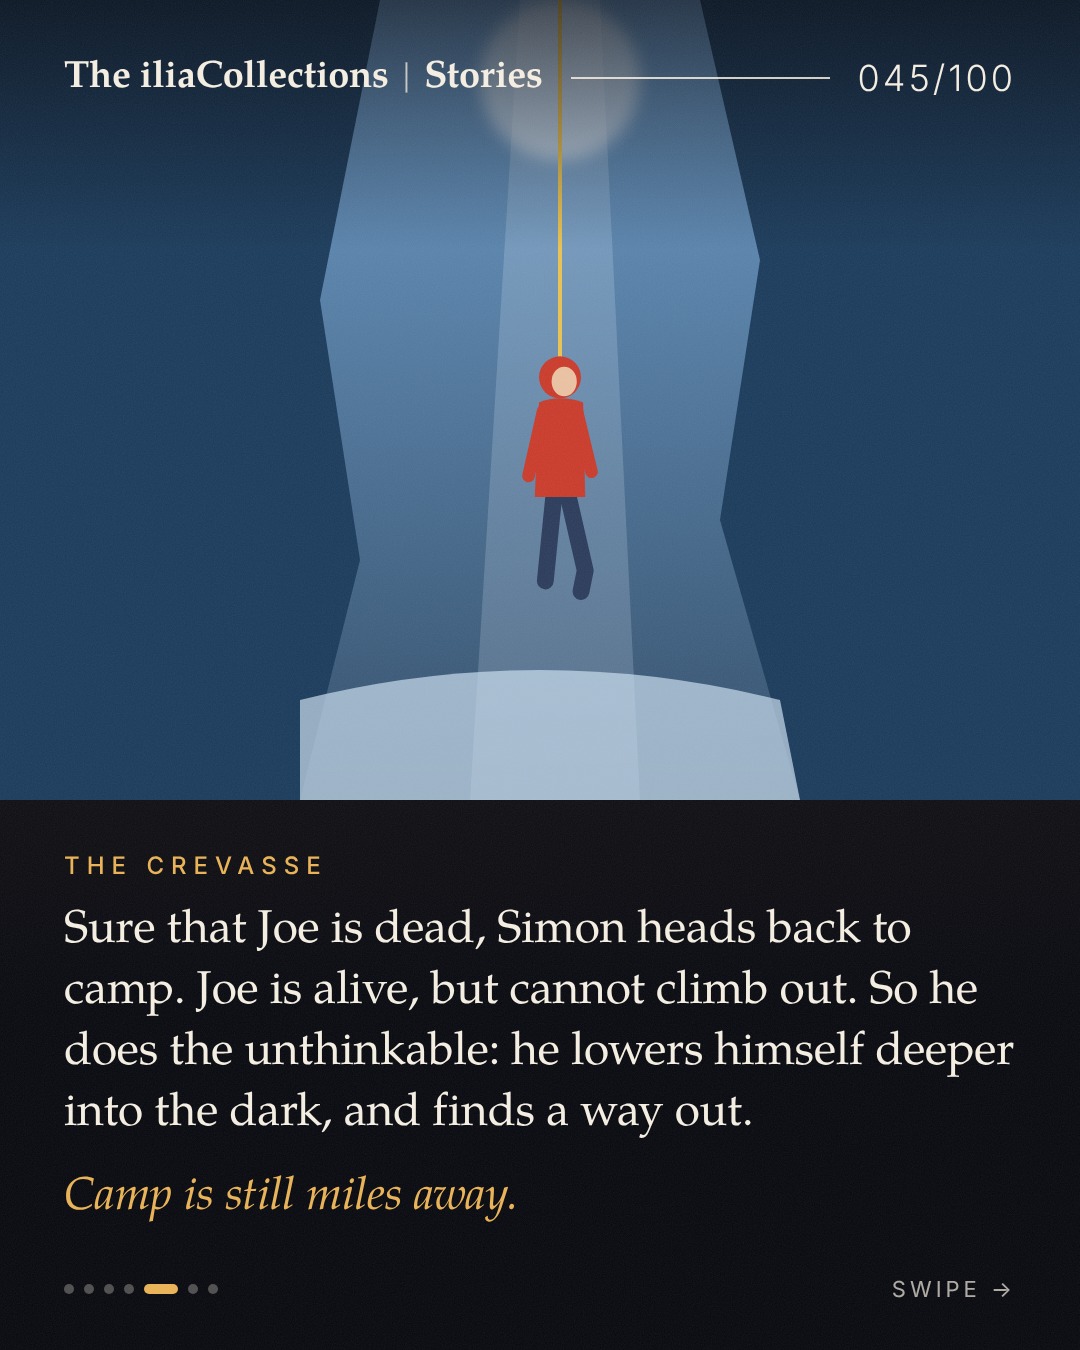 The iliaCollections | Stories 045/100
THE CREVASSE
Sure that Joe is dead, Simon heads back to
camp. Joe is alive, but cannot climb out. So he
does the unthinkable: he lowers himself deeper
into the dark, and finds a way out.
Camp is still miles away.
SWIPE →